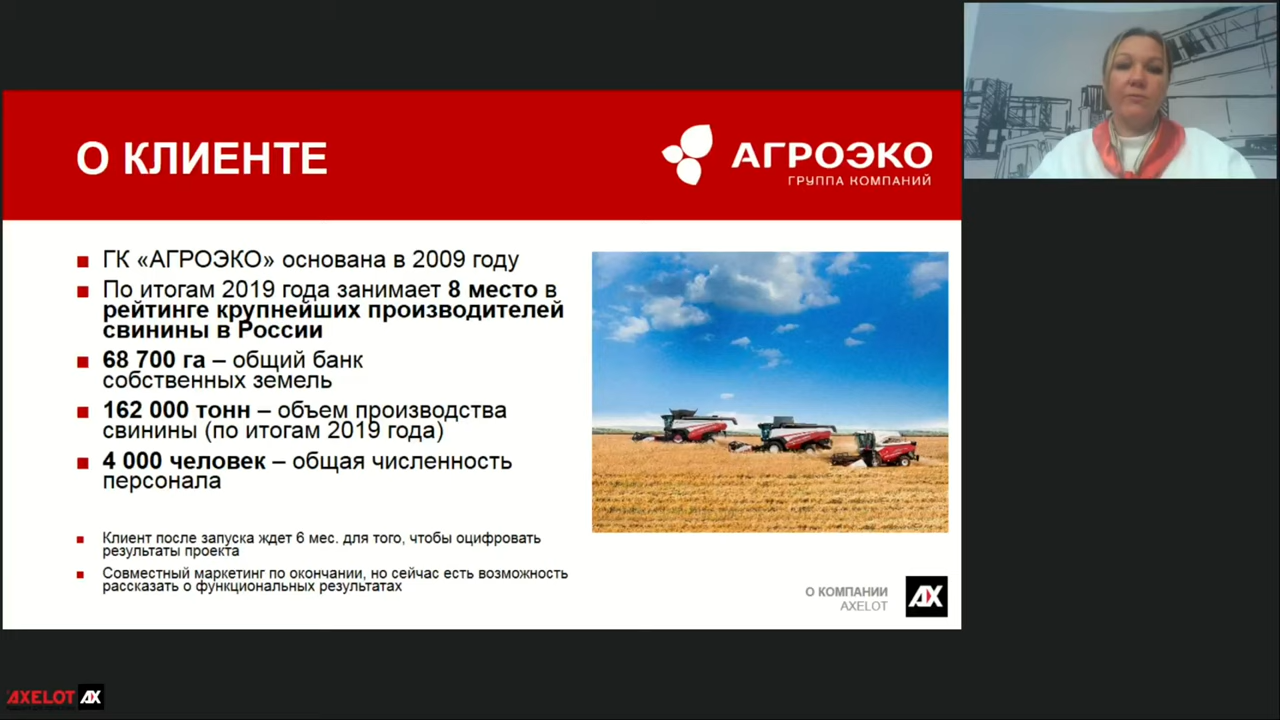 О КЛИЕНТЕ
АГРОЭКО
ГРУППА КОМПАНИЙ
ГК «АГРОЭКО» основана в 2009 году
По итогам 2019 года занимает 8 место в
рейтинге крупнейших производителей
свинины в России
68 700 га – общий банк
собственных земель
162 000 тонн – объем производства
свинины (по итогам 2019 года)
4 000 человек – общая численность
персонала
Клиент после запуска ждет 6 мес. для того, чтобы оцифровать
результаты проекта
Совместный маркетинг по окончании, но сейчас есть возможность
рассказать о функциональных результатах
О КОМПАНИИ
AXELOT
AX
AXELOT AX